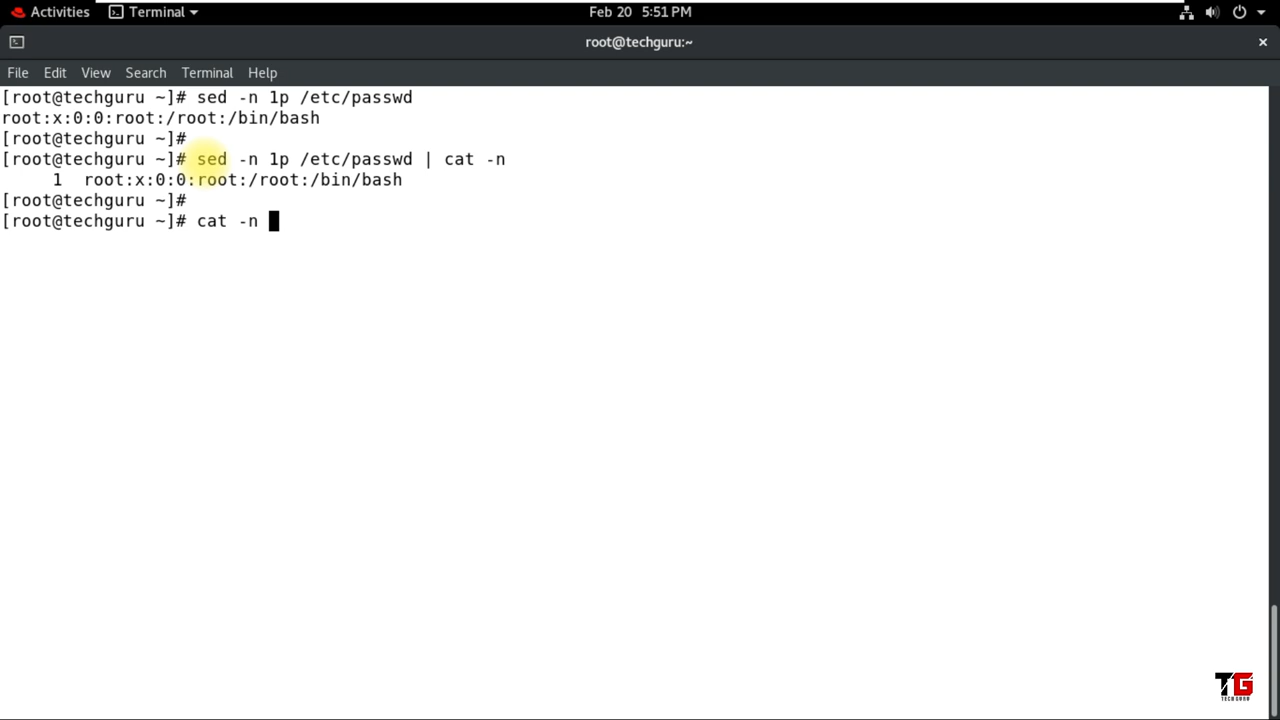 Activities Terminal Feb 20 5:51 PM
root@techguru:~
File Edit View Search Terminal Help
[root@techguru ~]# sed -n 1p /etc/passwd
root:x:0:0:root:/root:/bin/bash
[root@techguru ~]#
[root@techguru ~]# sed -n 1p /etc/passwd | cat -n
     1  root:x:0:0:root:/root:/bin/bash
[root@techguru ~]#
[root@techguru ~]# cat -n
TG
TECH GURU